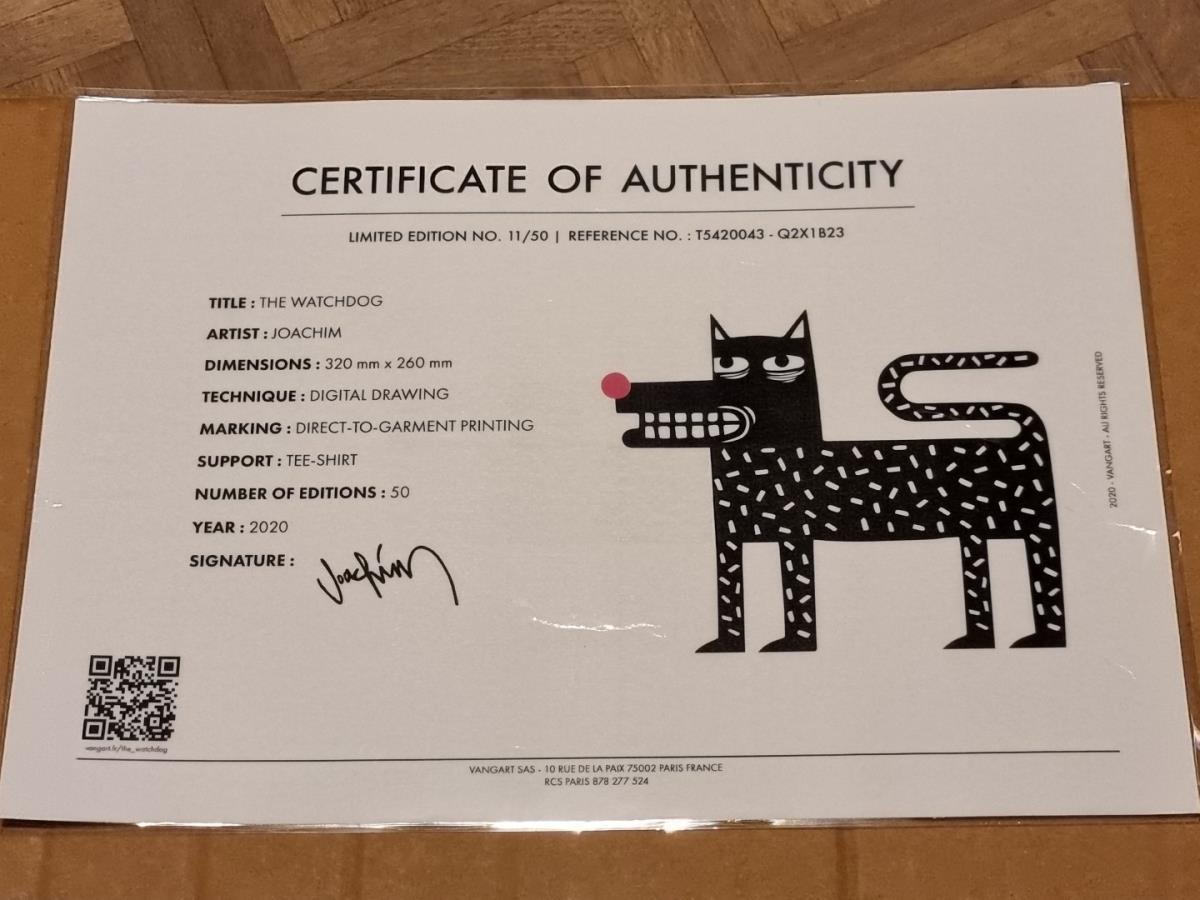 CERTIFICATE OF AUTHENTICITY
LIMITED EDITION NO. 11/50 | REFERENCE NO. : T5420043 - Q2X1B23
TITLE : THE WATCHDOG
ARTIST : JOACHIM
DIMENSIONS : 320 mm x 260 mm
TECHNIQUE : DIGITAL DRAWING
MARKING : DIRECT-TO-GARMENT PRINTING
SUPPORT : TEE-SHIRT
NUMBER OF EDITIONS : 50
YEAR : 2020
SIGNATURE :
Joachim
2020 - VANGART - ALL RIGHTS RESERVED
vangart.fr/the_watchdog
VANGART SAS - 10 RUE DE LA PAIX 75002 PARIS FRANCE
RCS PARIS 878 277 524